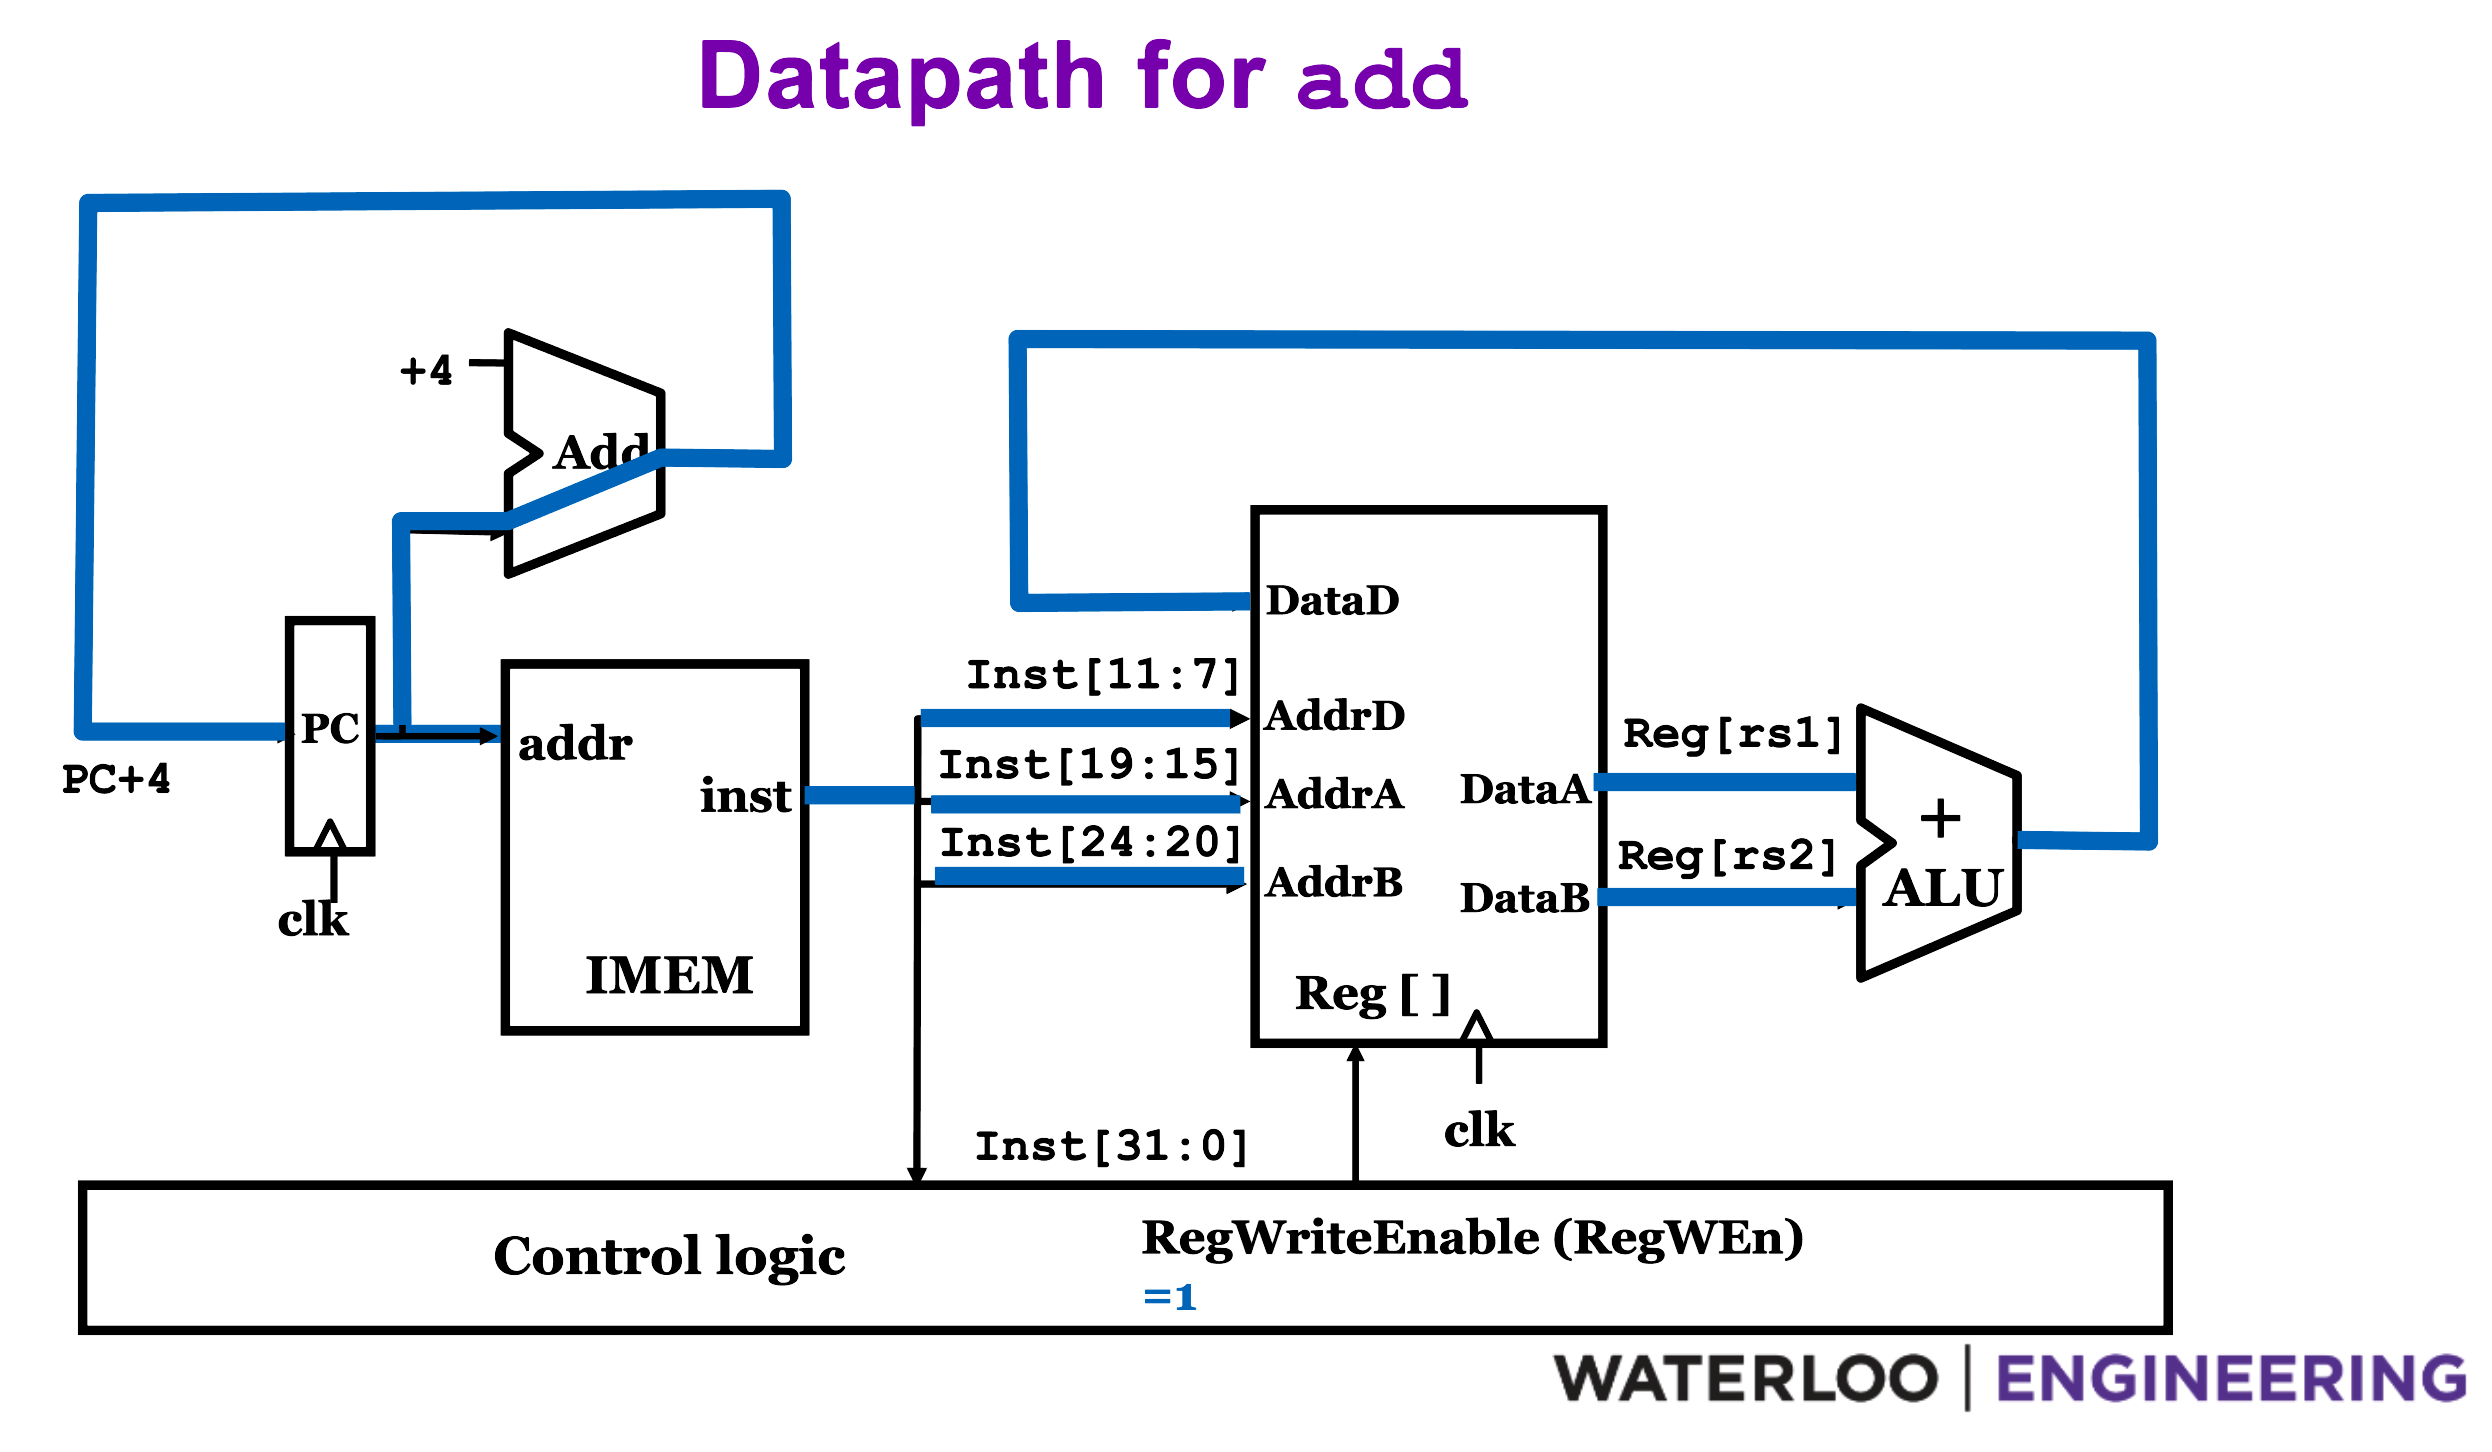 Datapath for add
+4
Add
DataD
Inst[11:7]
PC
addr
AddrD
Reg[rs1]
PC+4
inst
Inst[19:15]
AddrA
DataA
+
Inst[24:20]
Reg[rs2]
AddrB
DataB
ALU
clk
IMEM
Reg [ ]
Inst[31:0]
clk
Control logic
RegWriteEnable (RegWEn)
=1
WATERLOO | ENGINEERING